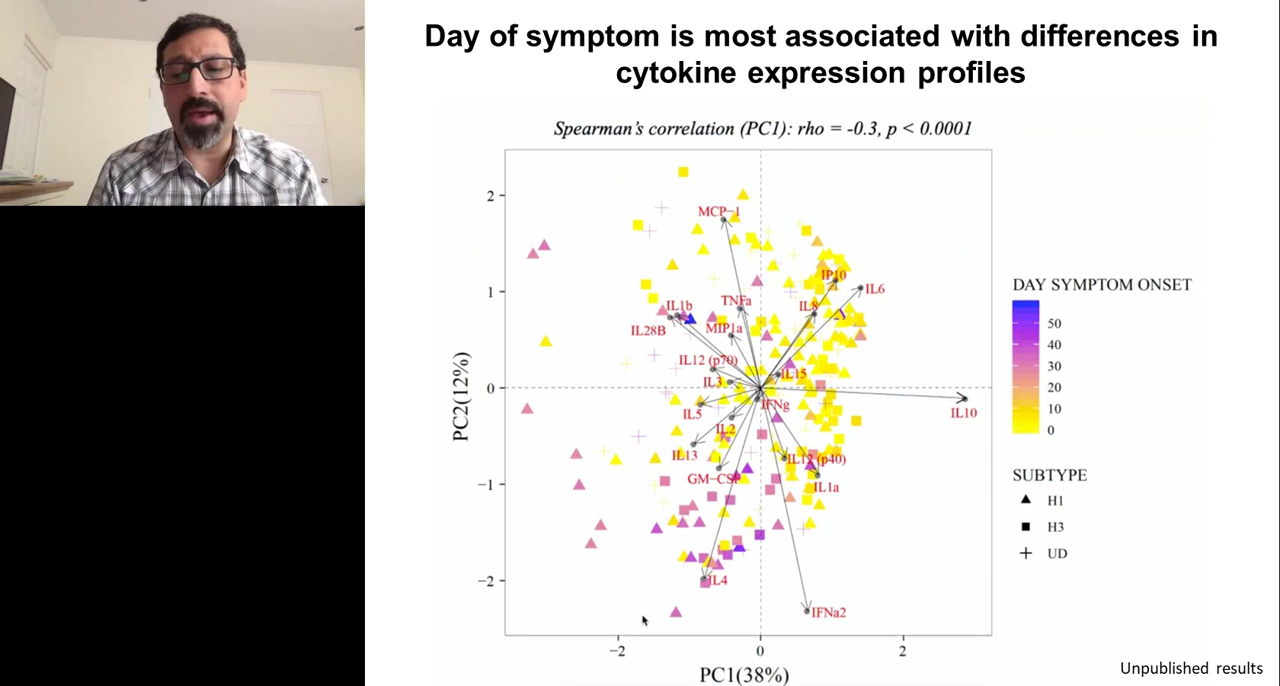 Day of symptom is most associated with differences in
cytokine expression profiles
Spearman's correlation (PC1): rho = -0.3, p < 0.0001
PC2(12%)
2
1
0
−1
−2
MCP−1
IP10
IL6
TNFa
IL8
IL1b
IL28B
MIP1a
IL12 (p70)
IL15
IL3
IFNg
IL10
IL5
IL2
IL13
IL12 (p40)
GM−CSF
IL1a
IL4
IFNa2
−2
0
2
PC1(38%)
DAY SYMPTOM ONSET
50
40
30
20
10
0
SUBTYPE
H1
H3
UD
Unpublished results